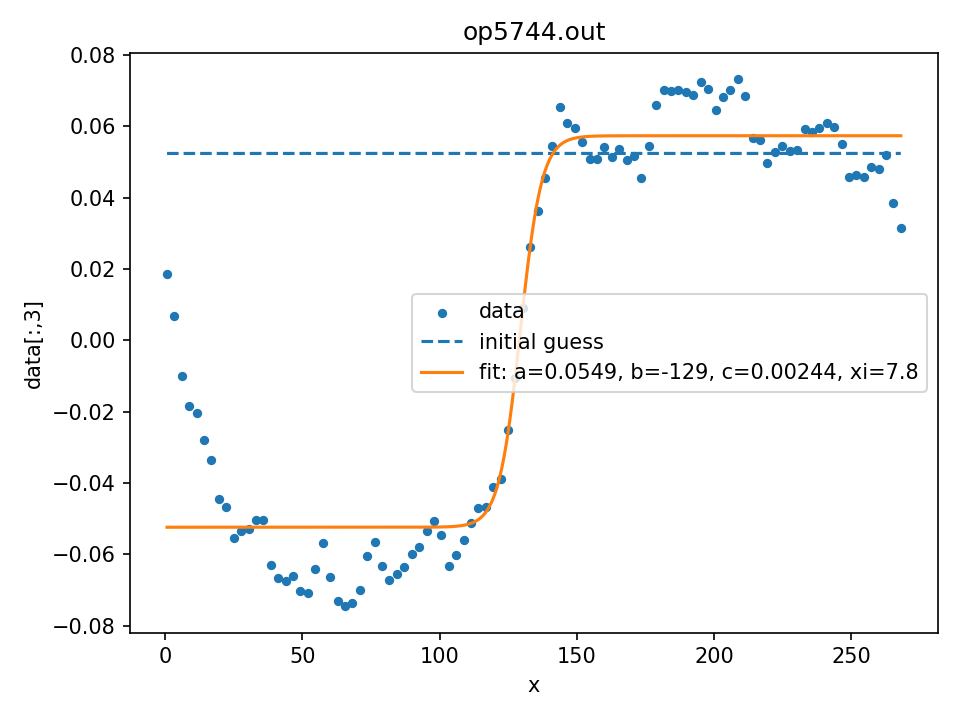 op5744.out
0.08
0.06
0.04
0.02
0.00
−0.02
−0.04
−0.06
−0.08
data[:,3]
data
initial guess
fit: a=0.0549, b=-129, c=0.00244, xi=7.8
0 50 100 150 200 250
x